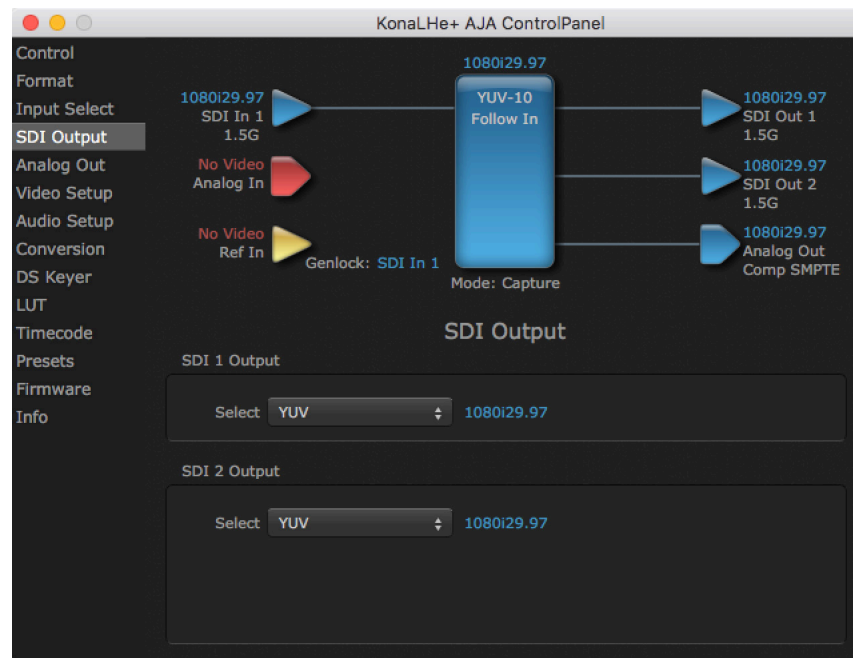 KonaLHe+ AJA ControlPanel
Control
Format
Input Select
SDI Output
Analog Out
Video Setup
Audio Setup
Conversion
DS Keyer
LUT
Timecode
Presets
Firmware
Info
1080i29.97
SDI In 1
1.5G
No Video
Analog In
No Video
Ref In
Genlock: SDI In 1
1080i29.97
YUV-10
Follow In
Mode: Capture
1080i29.97
SDI Out 1
1.5G
1080i29.97
SDI Out 2
1.5G
1080i29.97
Analog Out
Comp SMPTE
SDI Output
SDI 1 Output
Select YUV 1080i29.97
SDI 2 Output
Select YUV 1080i29.97